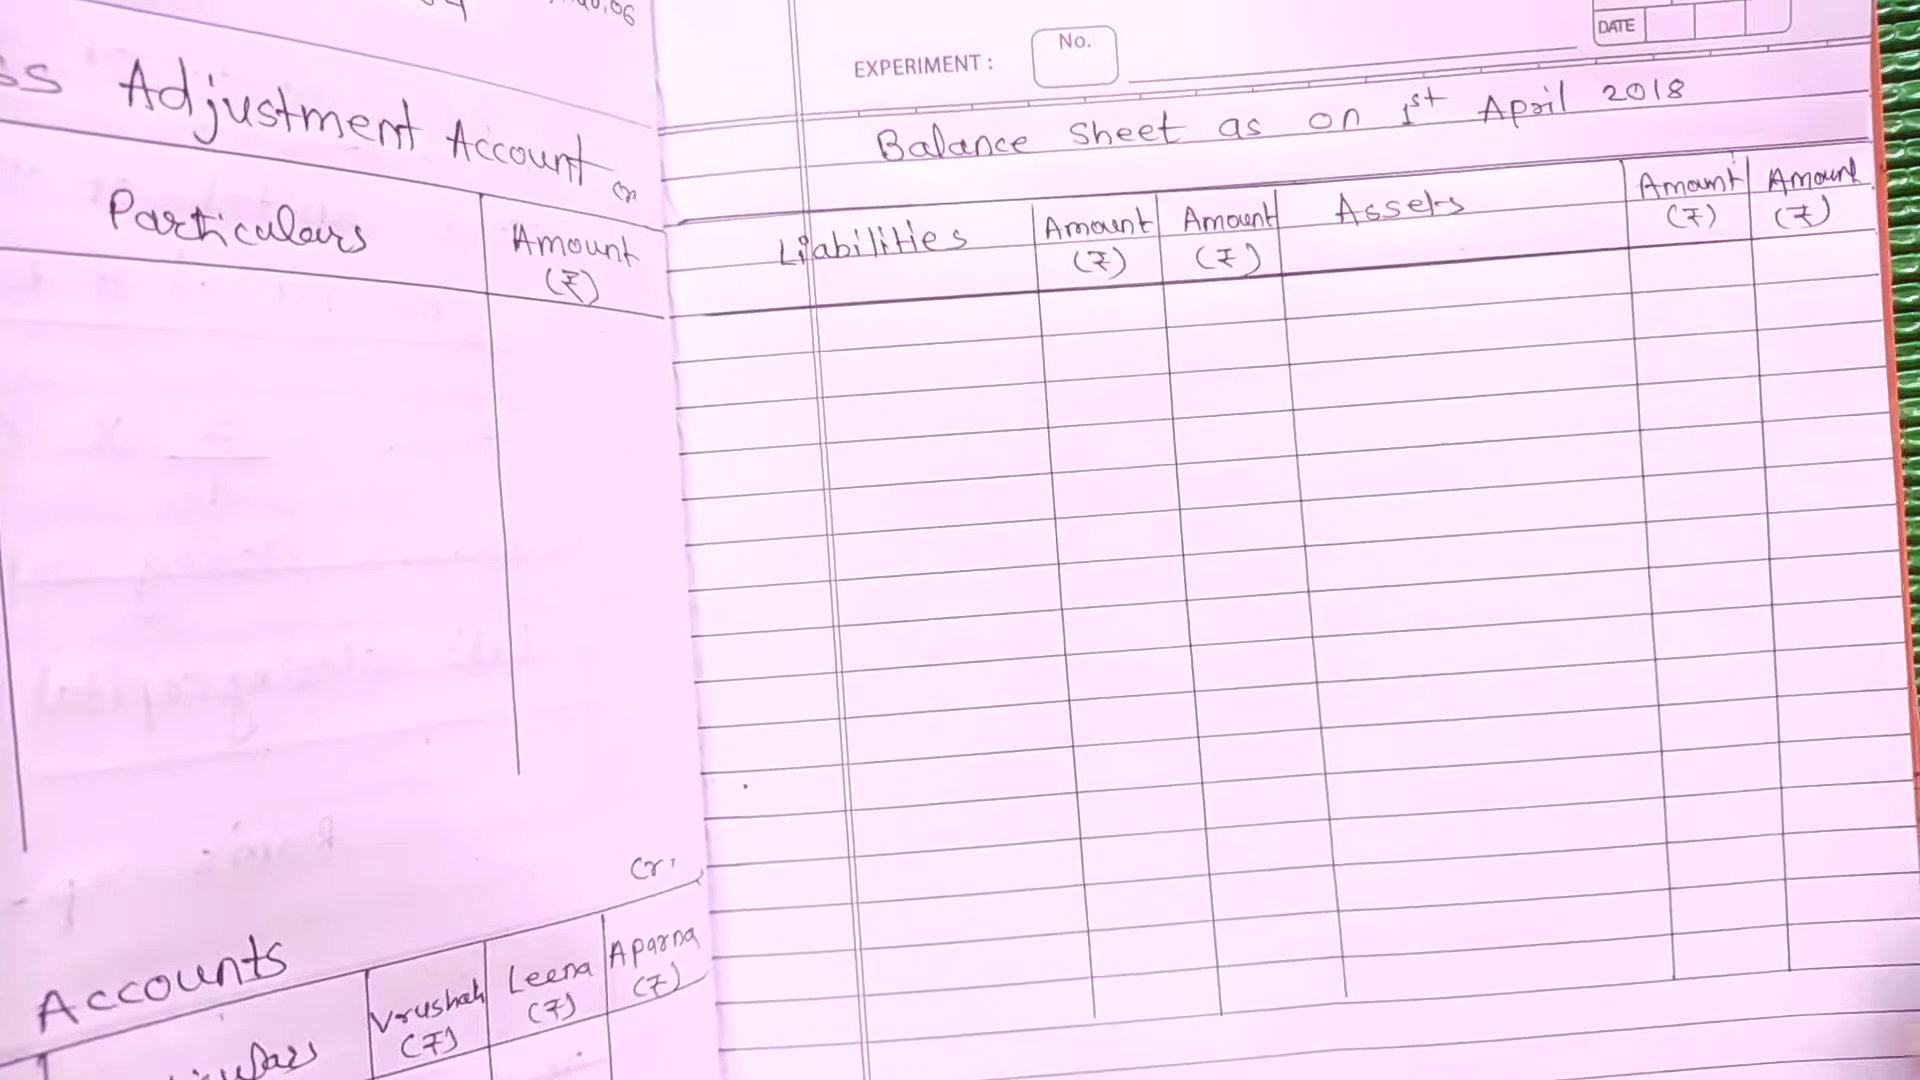 Adjustment Account
Cr
Particulars
Amount
(₹)
Cr.
Accounts
Vrushali
(₹)
Leena
(₹)
Aparna
(₹)
EXPERIMENT :
No.
DATE
Balance Sheet as on 1st April 2018
Liabilities
Amount
(₹)
Amount
(₹)
Assets
Amount
(₹)
Amount
(₹)